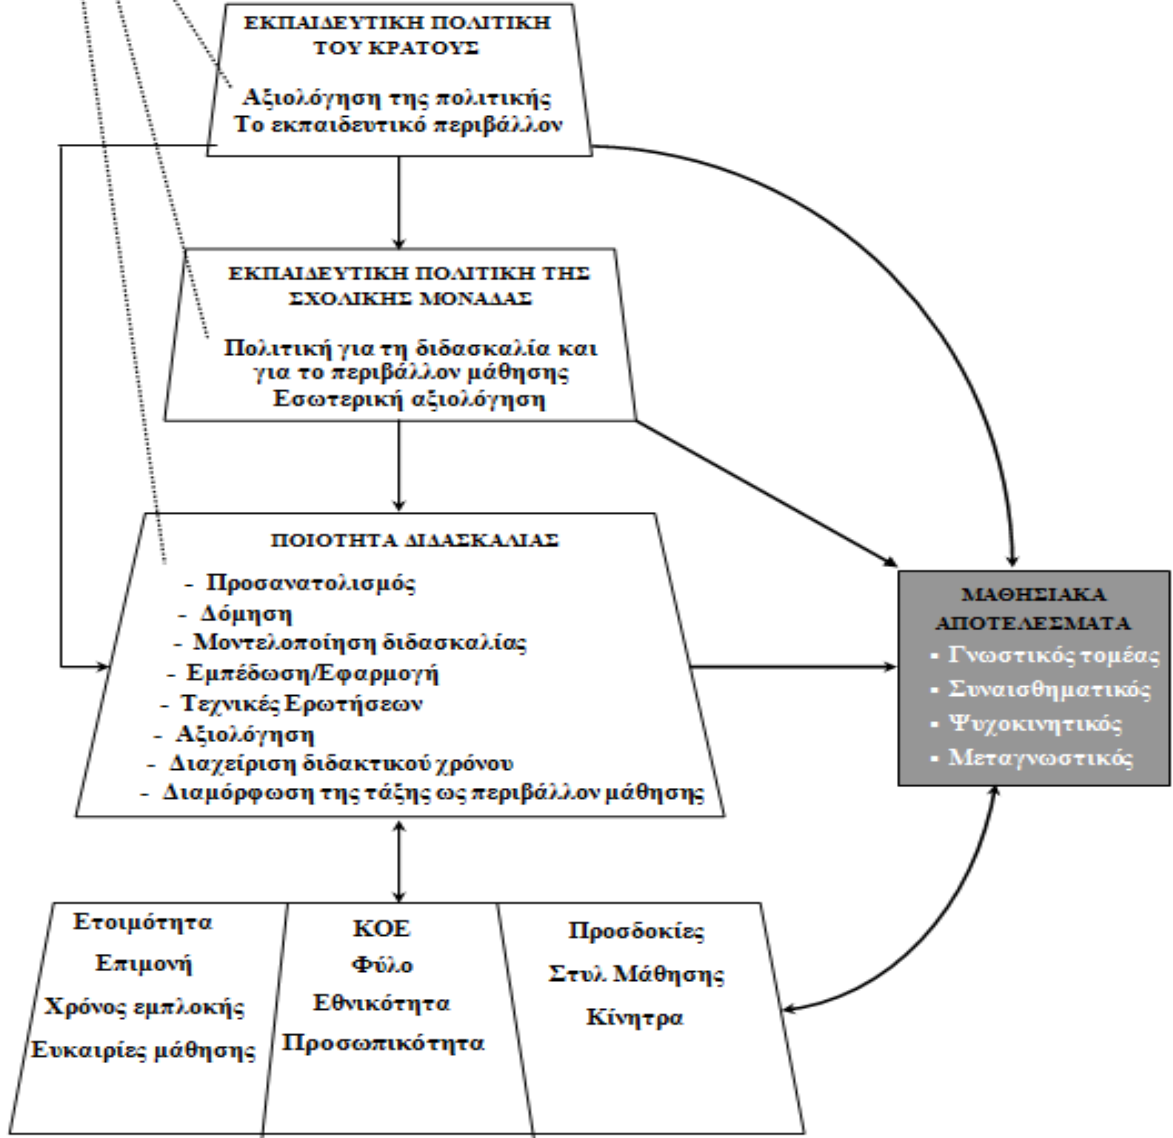 ΕΚΠΑΙΔΕΥΤΙΚΗ ΠΟΛΙΤΙΚΗ
ΤΟΥ ΚΡΑΤΟΥΣ
Αξιολόγηση της πολιτικής
Το εκπαιδευτικό περιβάλλον
ΕΚΠΑΙΔΕΥΤΙΚΗ ΠΟΛΙΤΙΚΗ ΤΗΣ
ΣΧΟΛΙΚΗΣ ΜΟΝΑΔΑΣ
Πολιτική για τη διδασκαλία και
για το περιβάλλον μάθησης
Εσωτερική αξιολόγηση
ΠΟΙΟΤΗΤΑ ΔΙΔΑΣΚΑΛΙΑΣ
- Προσανατολισμός
- Δόμηση
- Μοντελοποίηση διδασκαλίας
- Εμπέδωση/Εφαρμογή
- Τεχνικές Ερωτήσεων
- Αξιολόγηση
- Διαχείριση διδακτικού χρόνου
- Διαμόρφωση της τάξης ως περιβάλλον μάθησης
ΜΑΘΗΣΙΑΚΑ
ΑΠΟΤΕΛΕΣΜΑΤΑ
▪ Γνωστικός τομέας
▪ Συναισθηματικός
▪ Ψυχοκινητικός
▪ Μεταγνωστικός
Ετοιμότητα
Επιμονή
Χρόνος εμπλοκής
Ευκαιρίες μάθησης
ΚΟΕ
Φύλο
Εθνικότητα
Προσωπικότητα
Προσδοκίες
Στυλ Μάθησης
Κίνητρα